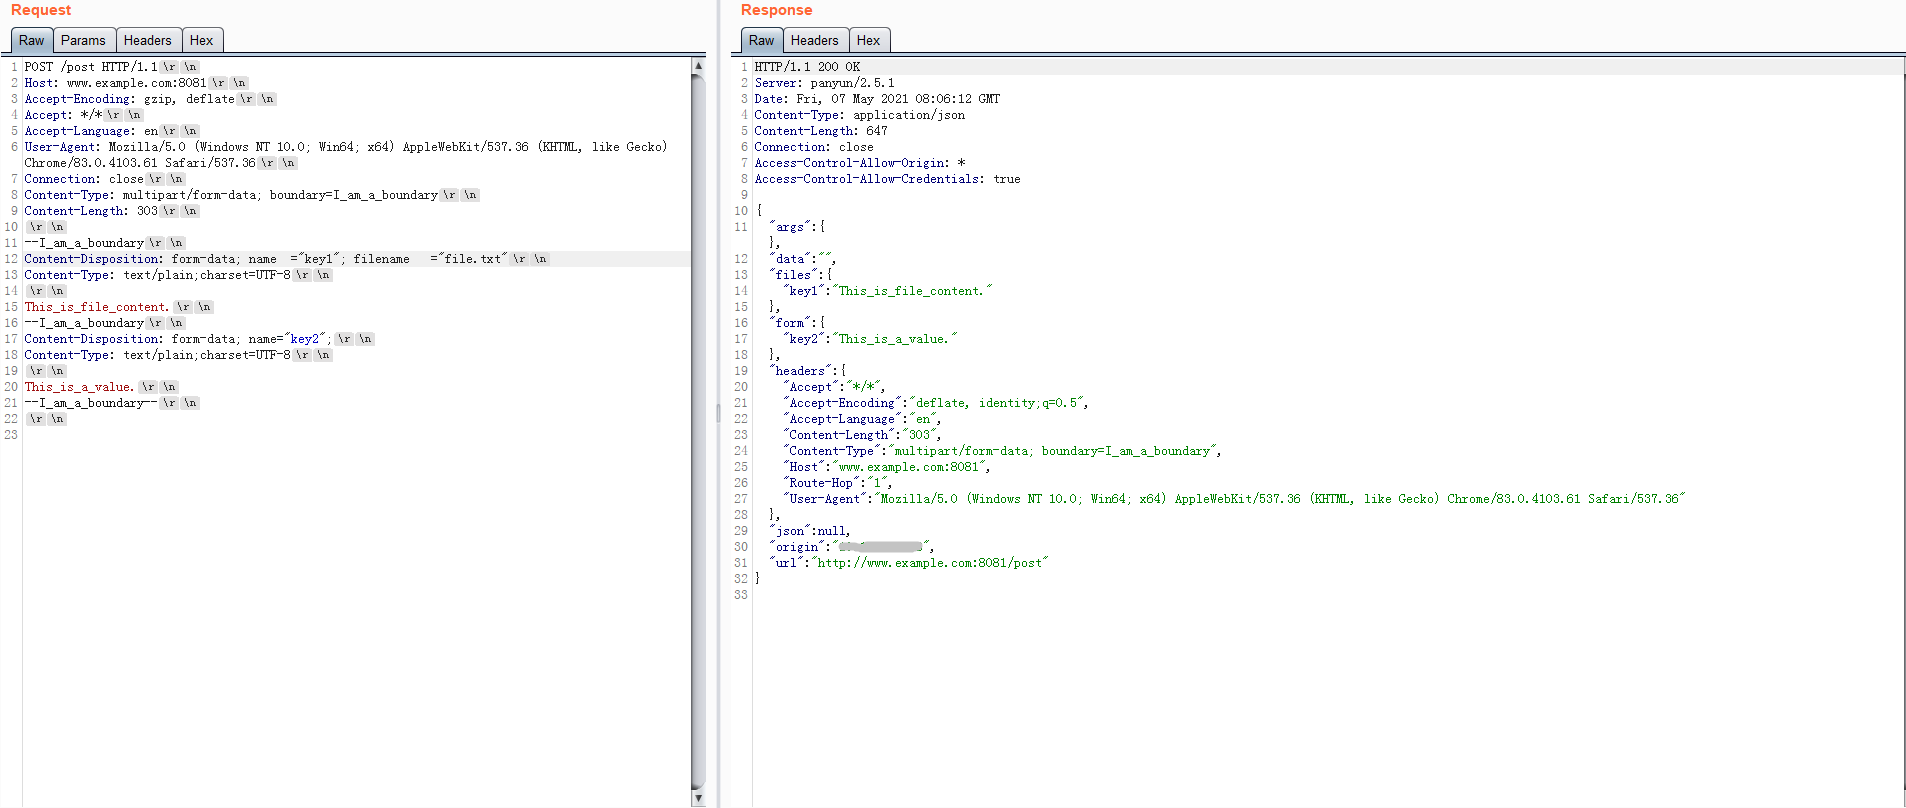 Request
Raw Params Headers Hex
1 POST /post HTTP/1.1 \r \n
2 Host: www.example.com:8081 \r \n
3 Accept-Encoding: gzip, deflate \r \n
4 Accept: */* \r \n
5 Accept-Language: en \r \n
6 User-Agent: Mozilla/5.0 (Windows NT 10.0; Win64; x64) AppleWebKit/537.36 (KHTML, like Gecko)
Chrome/83.0.4103.61 Safari/537.36 \r \n
7 Connection: close \r \n
8 Content-Type: multipart/form-data; boundary=I_am_a_boundary \r \n
9 Content-Length: 303 \r \n
10 \r \n
11 --I_am_a_boundary \r \n
12 Content-Disposition: form-data; name  ="key1"; filename   ="file.txt" \r \n
13 Content-Type: text/plain;charset=UTF-8 \r \n
14 \r \n
15 This_is_file_content. \r \n
16 --I_am_a_boundary \r \n
17 Content-Disposition: form-data; name="key2"; \r \n
18 Content-Type: text/plain;charset=UTF-8 \r \n
19 \r \n
20 This_is_a_value. \r \n
21 --I_am_a_boundary-- \r \n
22 \r \n
23
Response
Raw Headers Hex
1 HTTP/1.1 200 OK
2 Server: panyun/2.5.1
3 Date: Fri, 07 May 2021 08:06:12 GMT
4 Content-Type: application/json
5 Content-Length: 647
6 Connection: close
7 Access-Control-Allow-Origin: *
8 Access-Control-Allow-Credentials: true
9
10 {
11 "args":{
},
12 "data":"",
13 "files":{
14 "key1":"This_is_file_content."
15 },
16 "form":{
17 "key2":"This_is_a_value."
18 },
19 "headers":{
20 "Accept":"*/*",
21 "Accept-Encoding":"deflate, identity;q=0.5",
22 "Accept-Language":"en",
23 "Content-Length":"303",
24 "Content-Type":"multipart/form-data; boundary=I_am_a_boundary",
25 "Host":"www.example.com:8081",
26 "Route-Hop":"1",
27 "User-Agent":"Mozilla/5.0 (Windows NT 10.0; Win64; x64) AppleWebKit/537.36 (KHTML, like Gecko) Chrome/83.0.4103.61 Safari/537.36"
28 },
29 "json":null,
30 "origin":"",
31 "url":"http://www.example.com:8081/post"
32 }
33